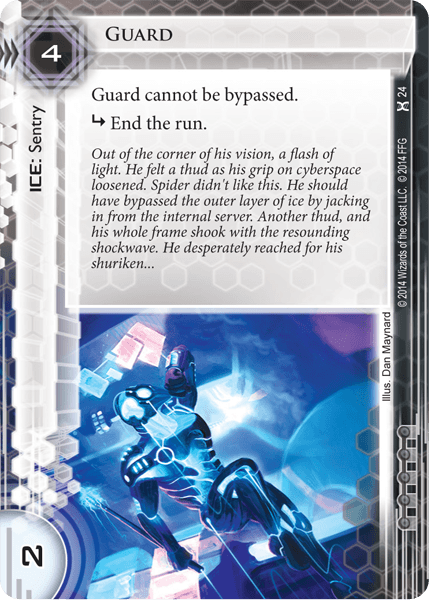 4
GUARD
ICE: Sentry
Guard cannot be bypassed.
↳ End the run.
Out of the corner of his vision, a flash of
light. He felt a thud as his grip on cyberspace
loosened. Spider didn't like this. He should
have bypassed the outer layer of ice by jacking
in from the internal server. Another thud, and
his whole frame shook with the resounding
shockwave. He desperately reached for his
shuriken...
24
© 2014 Wizards of the Coast LLC. © 2014 FFG
Illus. Dan Maynard
2